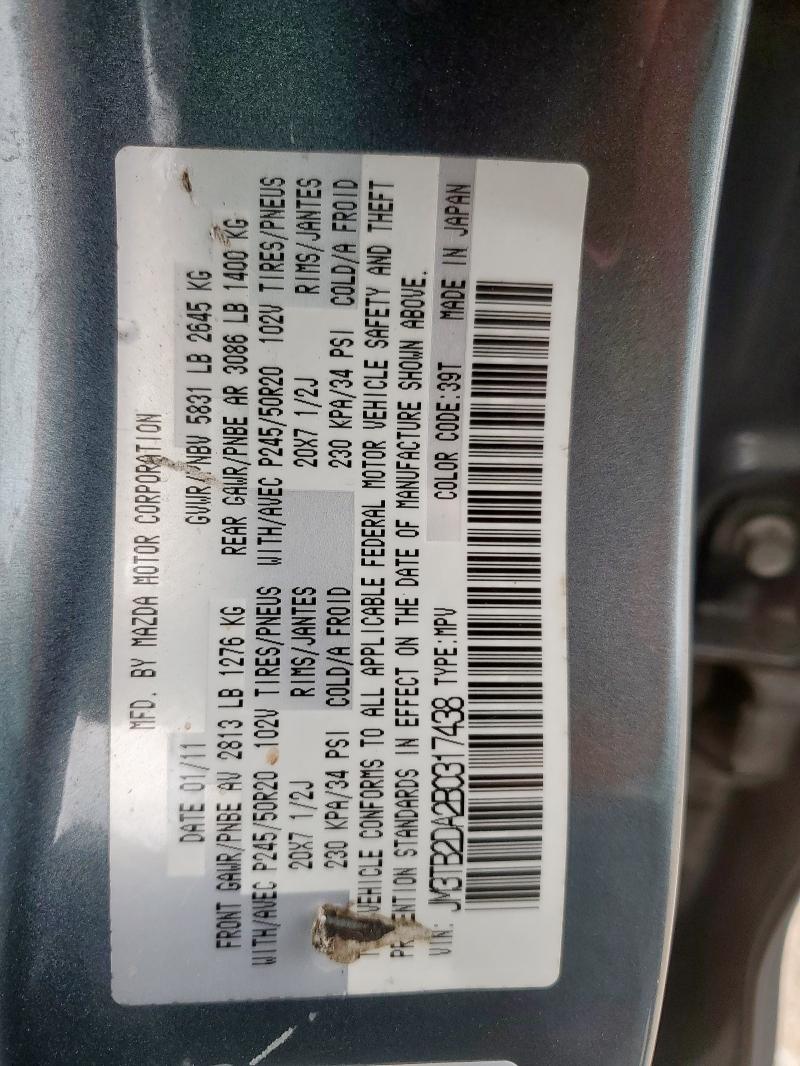 MFD. BY MAZDA MOTOR CORPORATION
DATE 01/11 GVWR/PNBV 5831 LB 2645 KG
FRONT GAWR/PNBE AV 2813 LB 1276 KG REAR GAWR/PNBE AR 3086 LB 1400 KG
WITH/AVEC P245/50R20 102V TIRES/PNEUS WITH/AVEC P245/50R20 102V TIRES/PNEUS
20X7 1/2J RIMS/JANTES 20X7 1/2J RIMS/JANTES
230 KPA/34 PSI COLD/A FROID 230 KPA/34 PSI COLD/A FROID
VEHICLE CONFORMS TO ALL APPLICABLE FEDERAL MOTOR VEHICLE SAFETY AND THEFT
STANDARDS IN EFFECT ON THE DATE OF MANUFACTURE SHOWN ABOVE.
VIN: JM3TB2DA2B0317438 TYPE:MPV COLOR CODE:39T MADE IN JAPAN